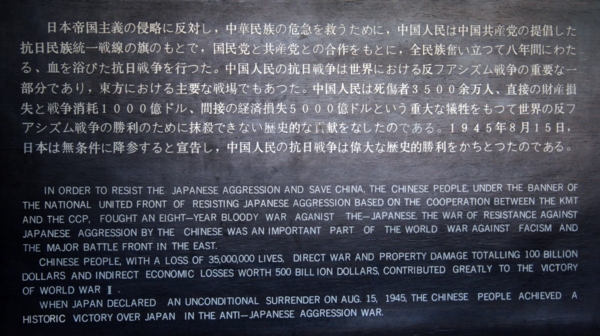 日本帝国主義の侵略に反対し，中華民族の危急を救うために，中国人民は中国共産党の提唱した
抗日民族統一戦線の旗のもとで，国民党と共産党との合作をもとに，全民族奮い立つて八年間にわた
る、血を浴びた抗日戦争を行つた。中国人民の抗日戦争は世界における反フアシズム戦争の重要な一
部分であり，東方における主要な戦場でもあつた。中国人民は死傷者３５００余万人、直接の財産損
失と戦争消耗１０００億ドル、間接の経済損失５０００億ドルという重大な犠牲をもつて世界の反フ
アシズム戦争の勝利のために抹殺できない歴史的な貢献をなしたのである。１９４５年８月１５日，
日本は無条件に降参すると宣告し，中国人民の抗日戦争は偉大な歴史的勝利をかちとつたのである。
IN ORDER TO RESIST THE JAPANESE AGGRESSION AND SAVE CHINA, THE CHINESE PEOPLE, UNDER THE BANNER OF
THE NATIONAL UNITED FRONT OF RESISTING JAPANESE AGGRESSION BASED ON THE COOPERATION BETWEEN THE KMT
AND THE CCP, FOUGHT AN EIGHT—YEAR BLOODY WAR AGANIST THE—JAPANESE. THE WAR OF RESISTANCE AGAINST
JAPANESE AGGRESSION BY THE CHINESE WAS AN IMPORTANT PART OF THE WORLD WAR AGAINST FACISM AND
THE MAJOR BATTLE FRONT IN THE EAST.
CHINESE PEOPLE, WITH A LOSS OF 35,000,000 LIVES, DIRECT WAR AND PROPERTY DAMAGE TOTALLING 100 BILLION
DOLLARS AND INDIRECT ECONOMIC LOSSES WORTH 500 BILLION DOLLARS, CONTRIBUTED GREATLY TO THE VICTORY
OF WORLD WAR Ⅱ.
WHEN JAPAN DECLARED AN UNCONDITIONAL SURRENDER ON AUG. 15, 1945, THE CHINESE PEOPLE ACHIEVED A
HISTORIC VICTORY OVER JAPAN IN THE ANTI—JAPANESE AGGRESSION WAR.